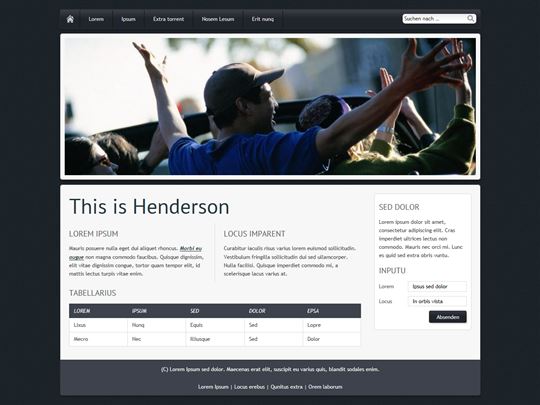 Lorem Ipsum Extra torrent Nosem Lesum Erit nunq Suchen nach ...
This is Henderson
LOREM IPSUM
Mauris posuere nulla eget dui aliquet rhoncus. Morbi eu
augue non magna commodo faucibus. Quisque dignissim,
elit vitae dignissim congue, tortor quam tempor elit, id
mattis lectus turpis vitae enim.
LOCUS IMPARENT
Curabitur iaculis risus varius lorem euismod sollicitudin.
Vestibulum fringilla sollicitudin dui sed ullamcorper.
Nulla facilisi. Quisque imperdiet commodo mi, a
scelerisque lacus varius at.
TABELLARIUS
LOREM IPSUM SED DOLOR EPSA
Lixus Nunq Equis Sed Lopre
Macro Nec Illiusque Sed Dolor
SED DOLOR
Lorem ipsum dolor sit amet,
consectetur adipiscing elit. Cras
imperdiet ultrices lectus non
commodo. Mauris nec orci mi. Lunc
es quid sed extra obris vuntu.
INPUTU
Lorem Ipsus sed dolor
Locus In orbis vista
Absenden
(C) Lorem Ipsum sed dolor. Maecenas erat elit, suscipit eu varius quis, blandit sodales enim.
Lorem Ipsum | Locus erebus | Qunitus extra | Orem laborum